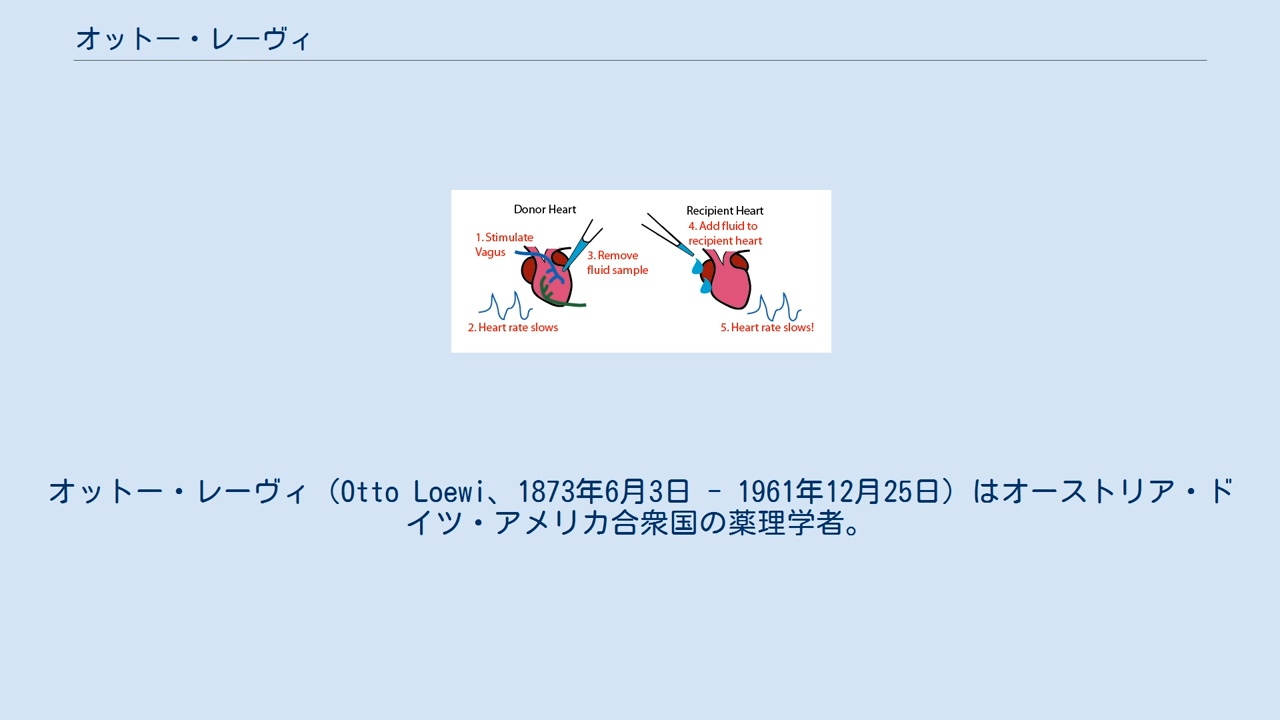 オットー・レーヴィ
Donor Heart
1. Stimulate
Vagus
3. Remove
fluid sample
2. Heart rate slows
Recipient Heart
4. Add fluid to
recipient heart
5. Heart rate slows!
オットー・レーヴィ（Otto Loewi、1873年6月3日 - 1961年12月25日）はオーストリア・ド
イツ・アメリカ合衆国の薬理学者。